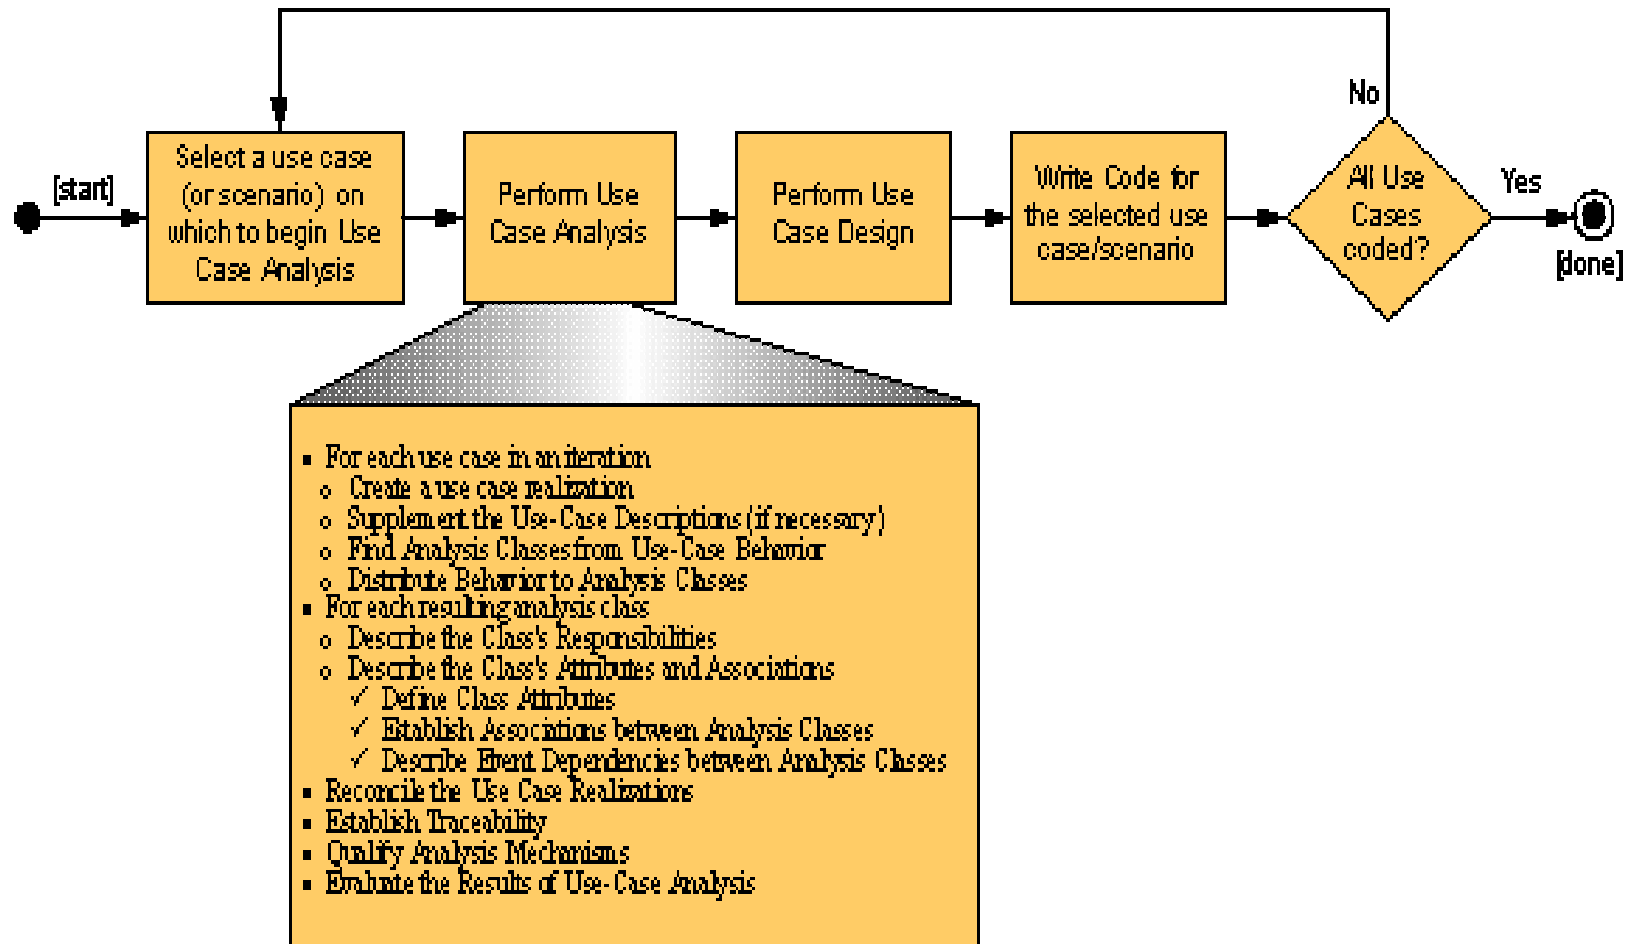 No
[start]
Select a use case
(or scenario) on
which to begin Use
Case Analysis
Perform Use
Case Analysis
Perform Use
Case Design
Write Code for
the selected use
case/scenario
All Use
Cases
coded?
Yes
[done]
▪ For each use case in an iteration
o Create a use case realization
o Supplement the Use-Case Descriptions (if necessary)
o Find Analysis Classes from Use-Case Behavior
o Distribute Behavior to Analysis Classes
▪ For each resulting analysis class
o Describe the Class's Responsibilities
o Describe the Class's Attributes and Associations
✓ Define Class Attributes
✓ Establish Associations between Analysis Classes
✓ Describe Event Dependencies between Analysis Classes
▪ Reconcile the Use Case Realizations
▪ Establish Traceability
▪ Qualify Analysis Mechanisms
▪ Evaluate the Results of Use-Case Analysis